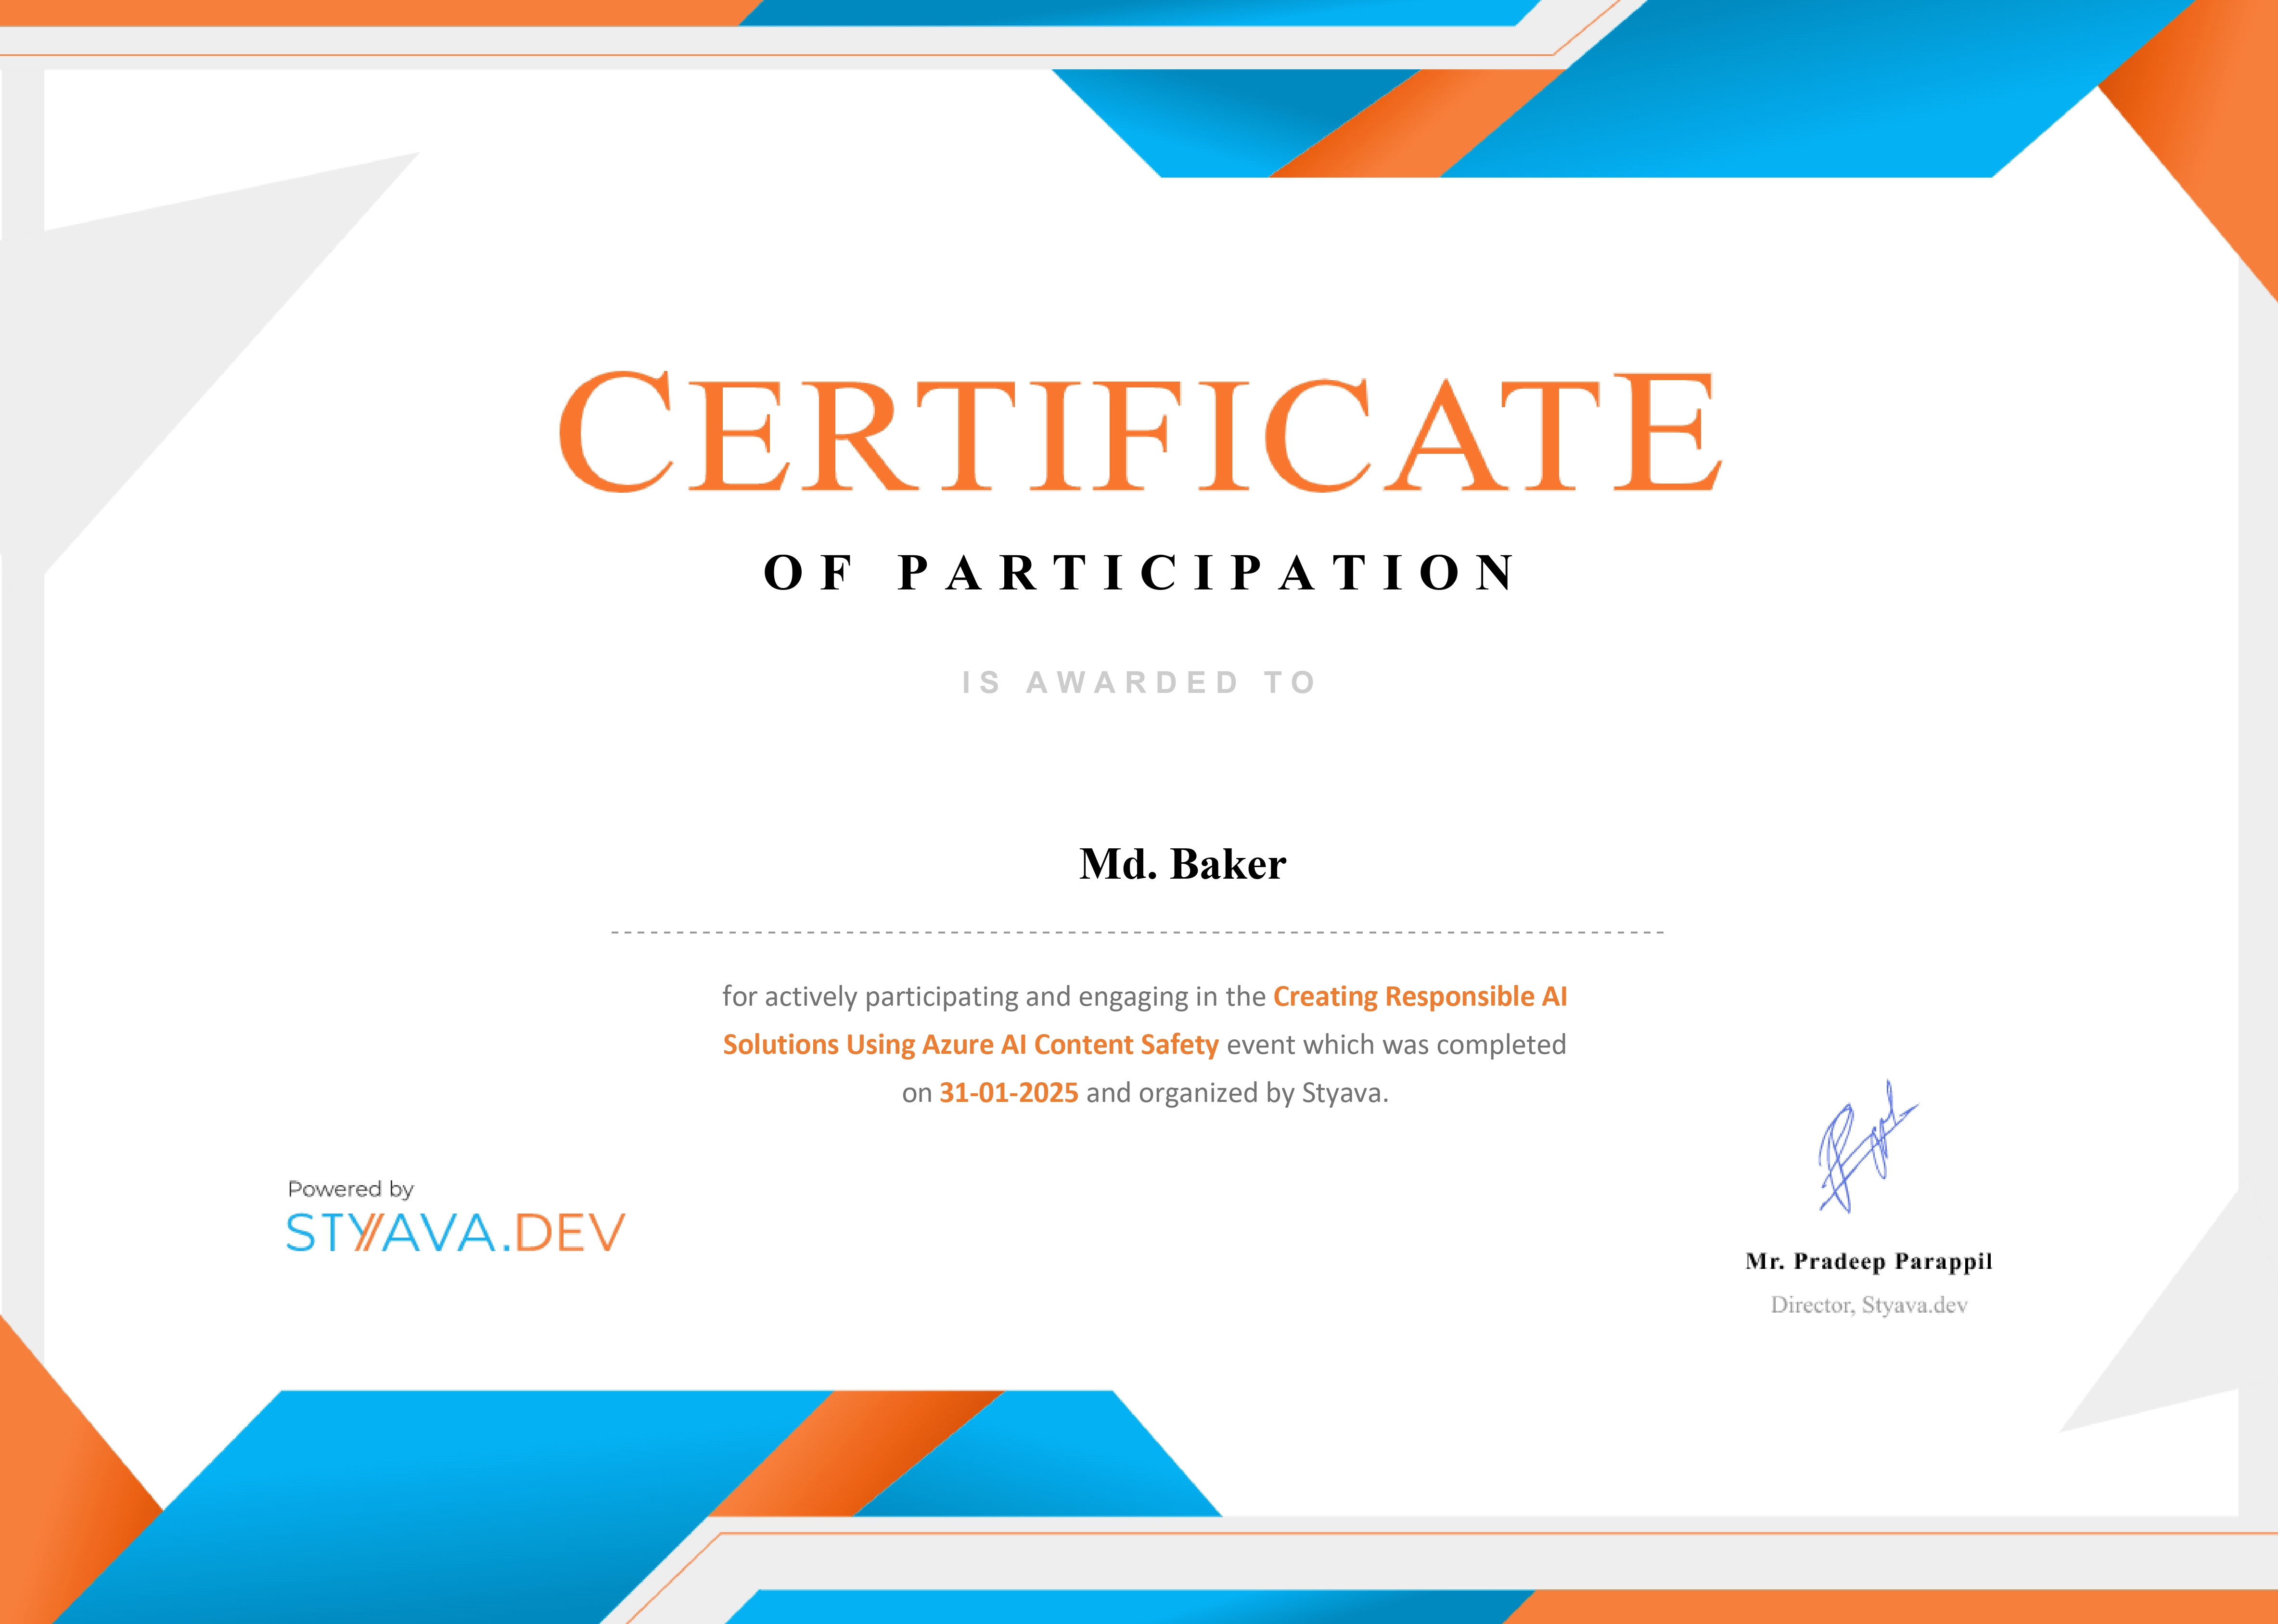 CERTIFICATE
OF PARTICIPATION
IS AWARDED TO
Md. Baker
for actively participating and engaging in the Creating Responsible AI
Solutions Using Azure AI Content Safety event which was completed
on 31-01-2025 and organized by Styava.
Powered by
STYAVA.DEV
Mr. Pradeep Parappil
Director, Styava.dev